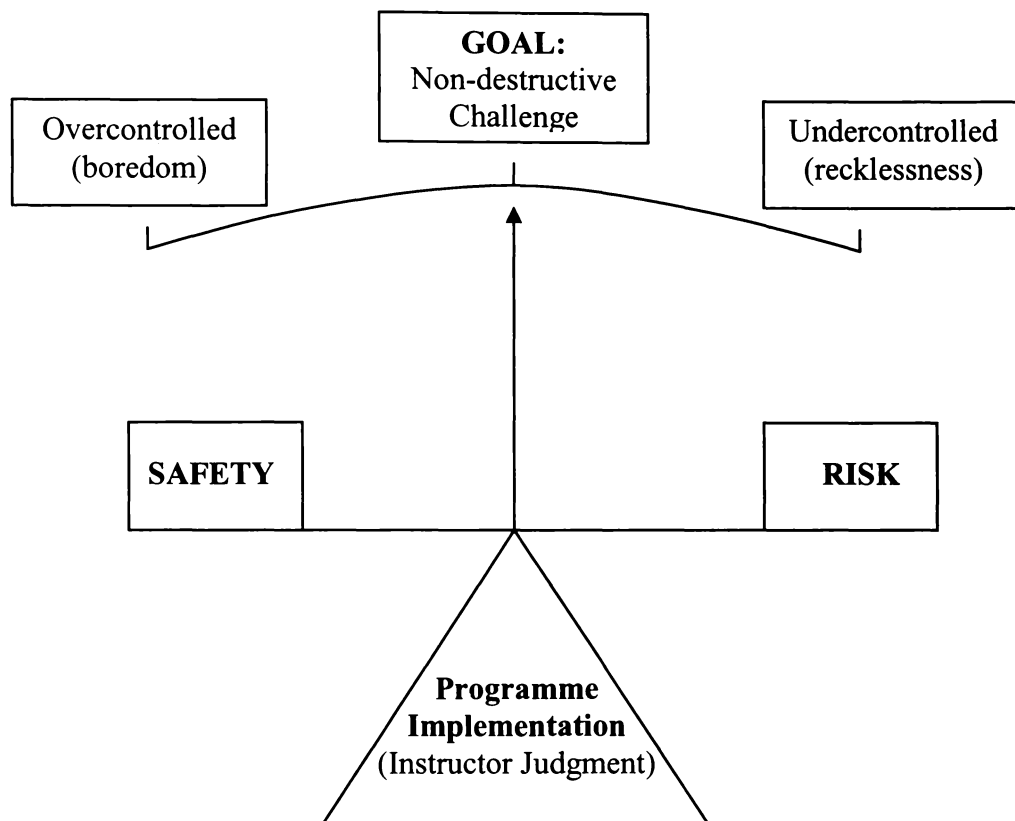 GOAL:
Non-destructive
Challenge
Overcontrolled
(boredom)
Undercontrolled
(recklessness)
SAFETY
RISK
Programme
Implementation
(Instructor Judgment)